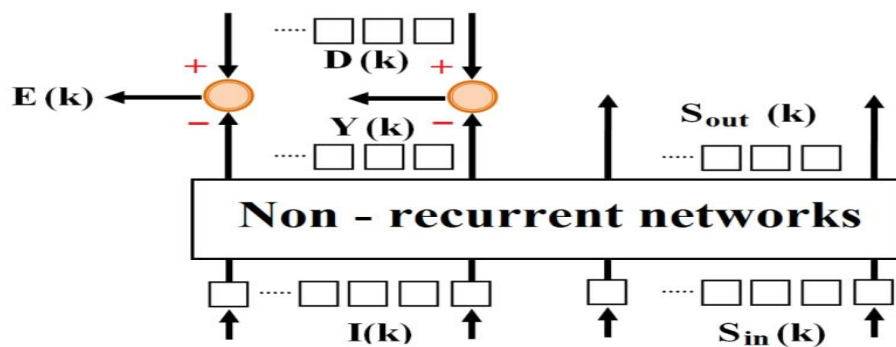 + D (k) +
E (k)
− Y (k) − S_out (k)
Non - recurrent networks
I(k) S_in (k)